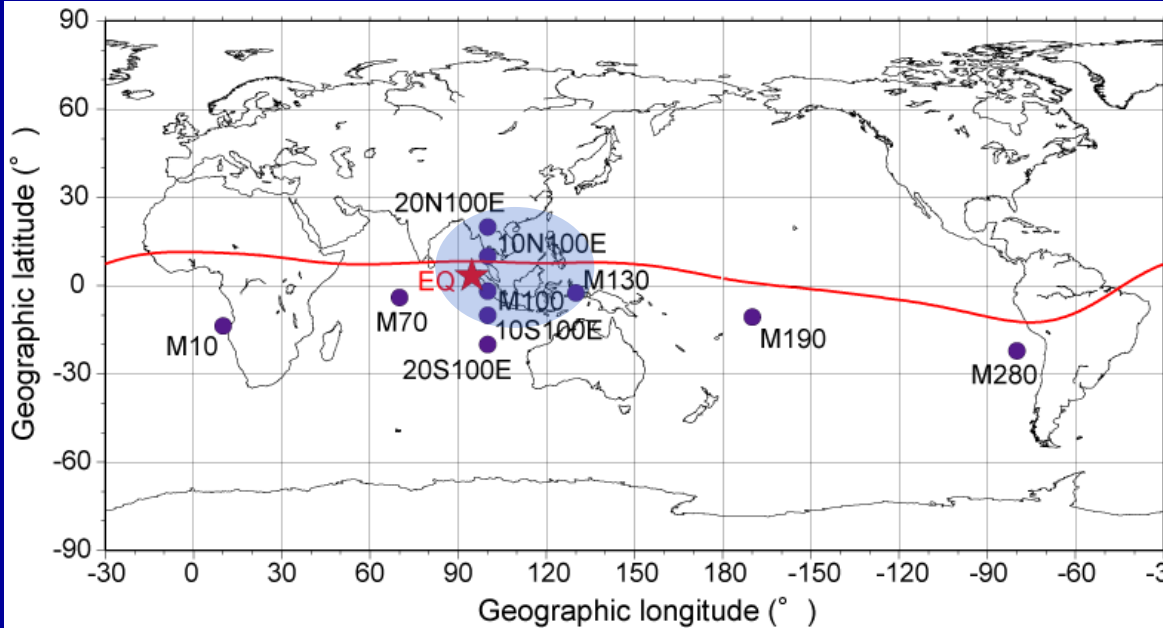 90
60
30
0
-30
-60
-90
Geographic latitude (° )
20N100E
10N100E
EQ
M130
M100
M70
10S100E
M10
M190
20S100E
M280
-30 0 30 60 90 120 150 180 -150 -120 -90 -60 -3
Geographic longitude (° )